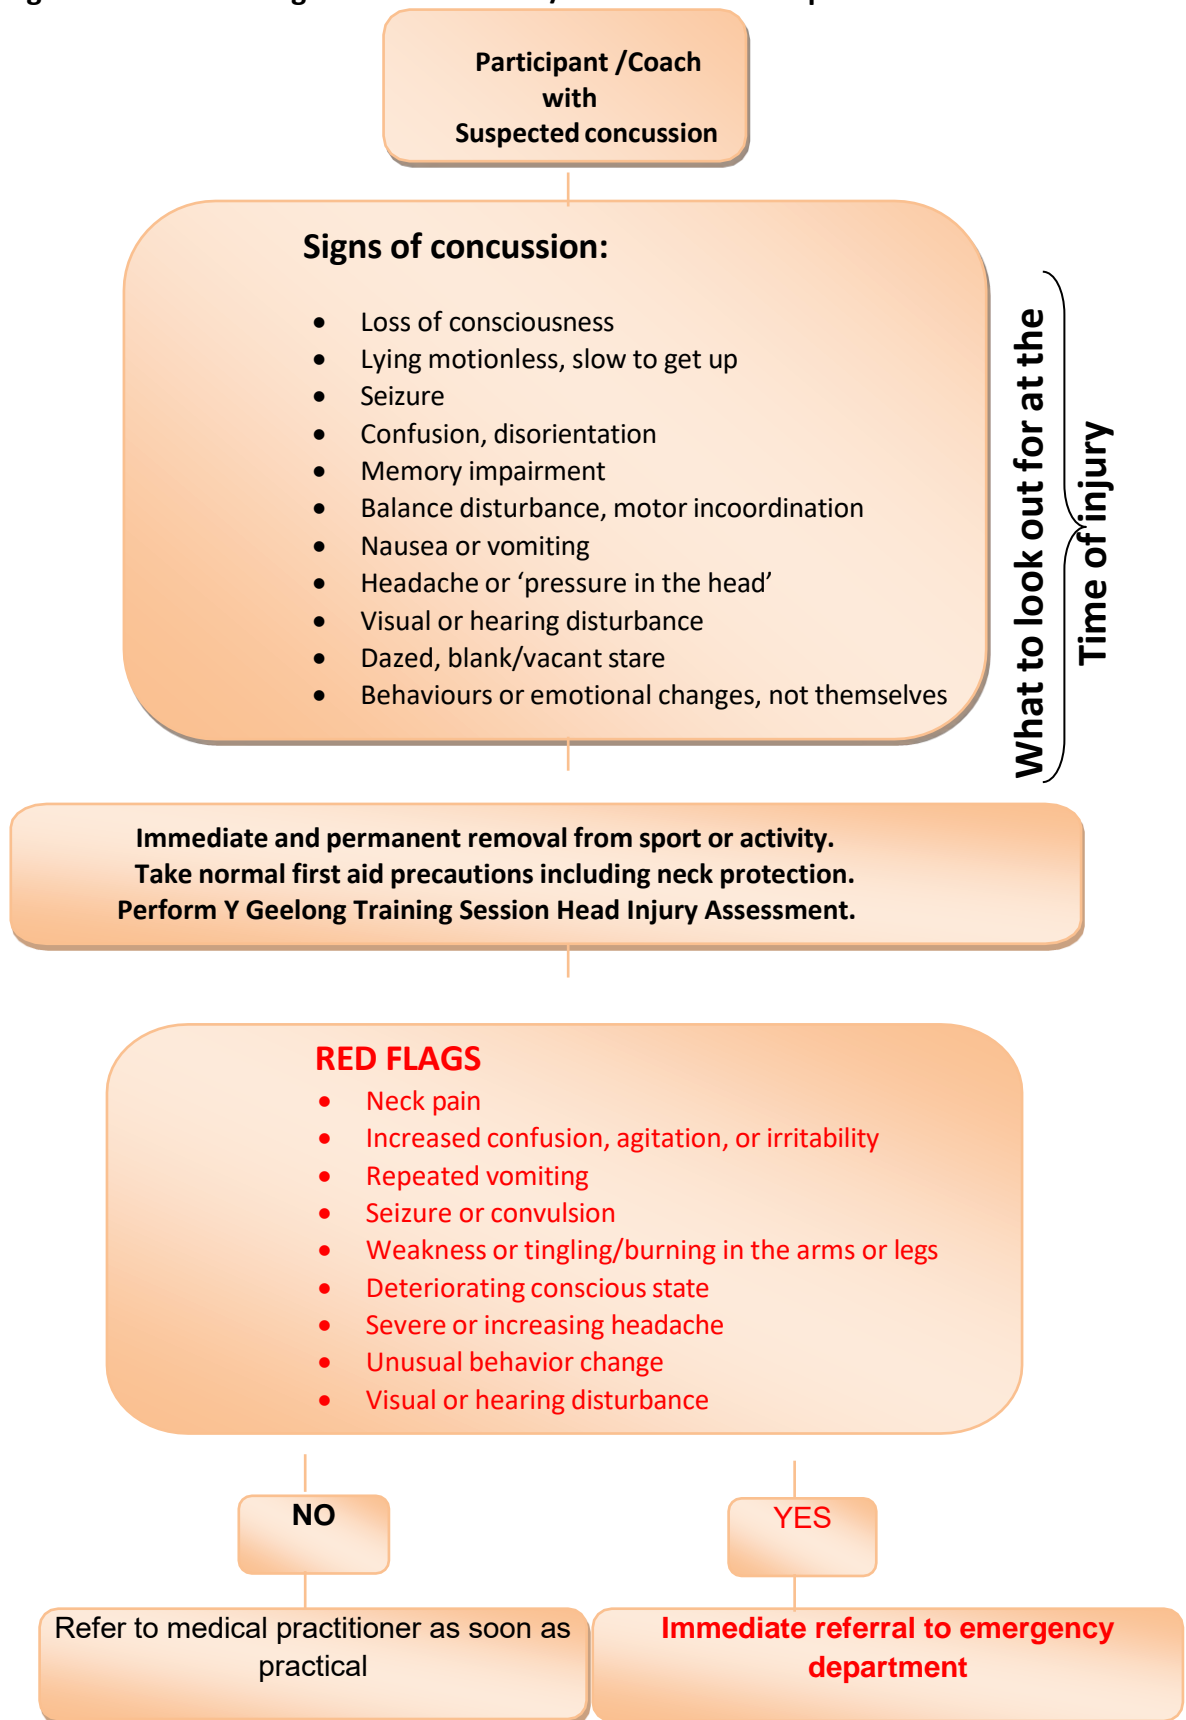 Participant /Coach
with
Suspected concussion
Signs of concussion:
• Loss of consciousness
• Lying motionless, slow to get up
• Seizure
• Confusion, disorientation
• Memory impairment
• Balance disturbance, motor incoordination
• Nausea or vomiting
• Headache or ‘pressure in the head’
• Visual or hearing disturbance
• Dazed, blank/vacant stare
• Behaviours or emotional changes, not themselves
What to look out for at the
Time of injury
Immediate and permanent removal from sport or activity.
Take normal first aid precautions including neck protection.
Perform Y Geelong Training Session Head Injury Assessment.
RED FLAGS
• Neck pain
• Increased confusion, agitation, or irritability
• Repeated vomiting
• Seizure or convulsion
• Weakness or tingling/burning in the arms or legs
• Deteriorating conscious state
• Severe or increasing headache
• Unusual behavior change
• Visual or hearing disturbance
NO
YES
Refer to medical practitioner as soon as
practical
Immediate referral to emergency
department